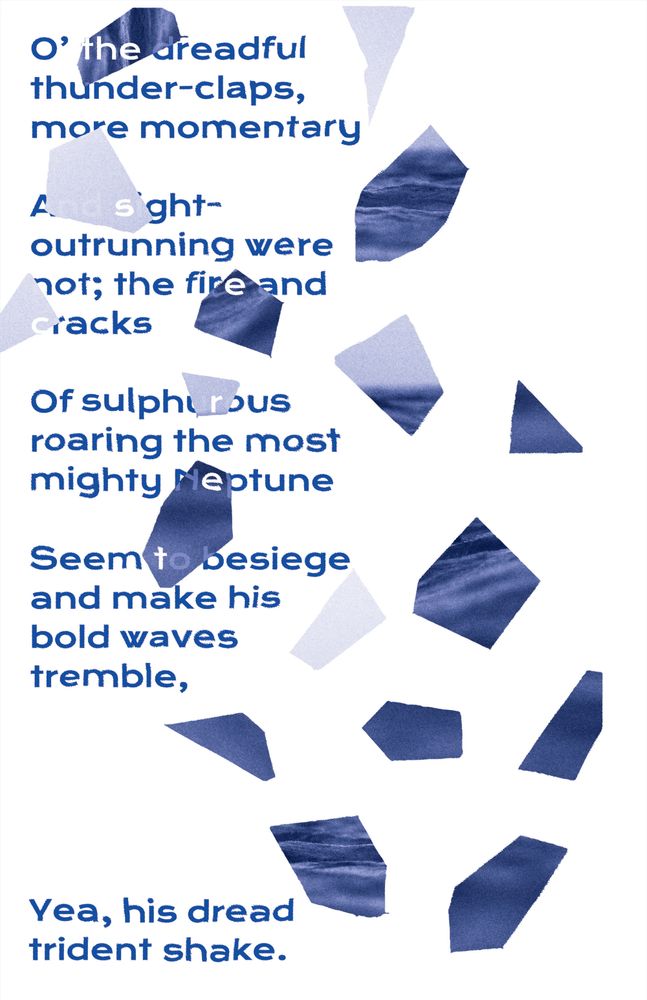 O’ the dreadful
thunder-claps,
more momentary
And sight-
outrunning were
not; the fire and
cracks
Of sulphurous
roaring the most
mighty Neptune
Seem to besiege
and make his
bold waves
tremble,
Yea, his dread
trident shake.